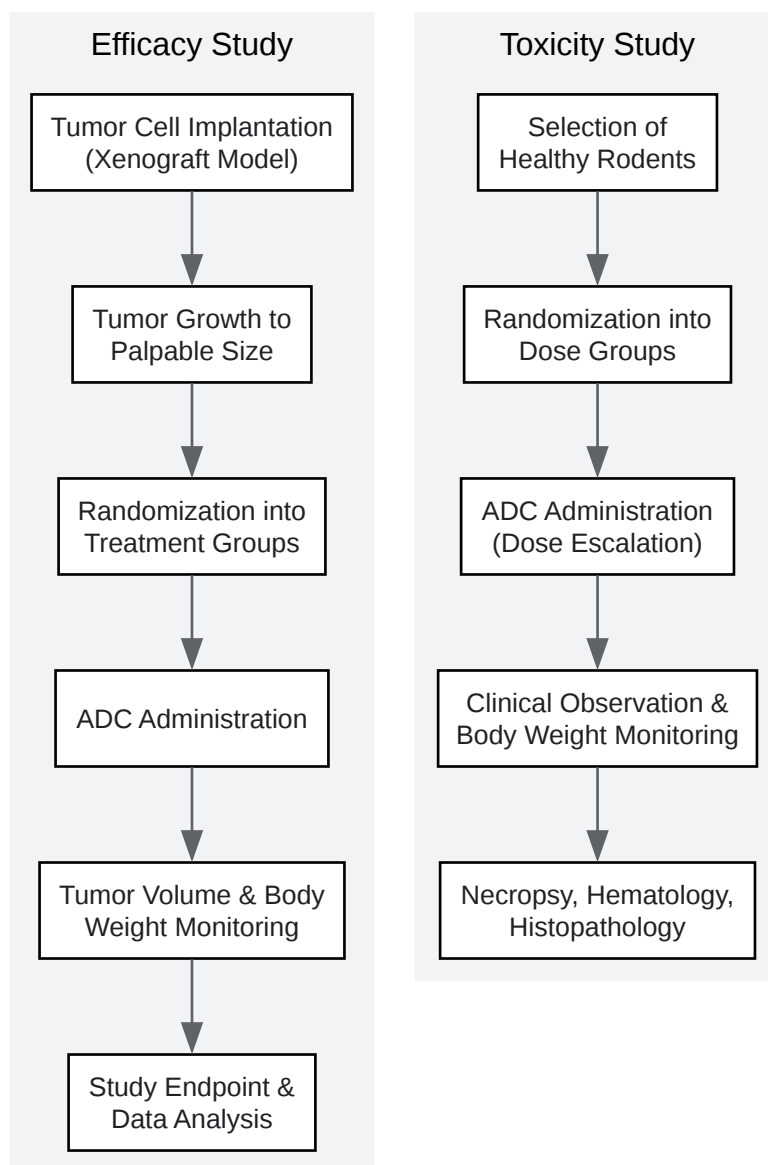 Efficacy Study
Tumor Cell Implantation
(Xenograft Model)
Tumor Growth to
Palpable Size
Randomization into
Treatment Groups
ADC Administration
Tumor Volume & Body
Weight Monitoring
Study Endpoint &
Data Analysis
Toxicity Study
Selection of
Healthy Rodents
Randomization into
Dose Groups
ADC Administration
(Dose Escalation)
Clinical Observation &
Body Weight Monitoring
Necropsy, Hematology,
Histopathology